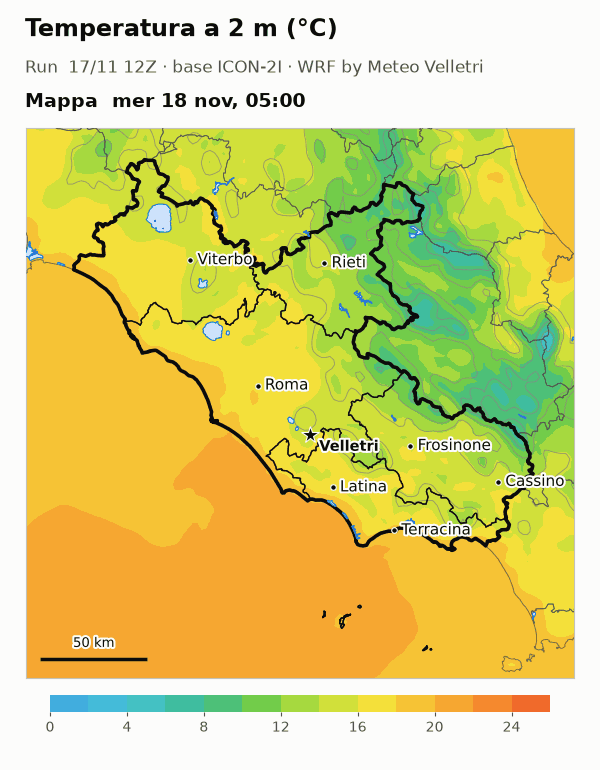 Temperatura a 2 m (°C)
Run  17/11 12Z · base ICON-2I · WRF by Meteo Velletri
Mappa  mer 18 nov, 05:00
Viterbo
Rieti
Roma
Velletri
Frosinone
Latina
Cassino
Terracina
50 km
0 4 8 12 16 20 24